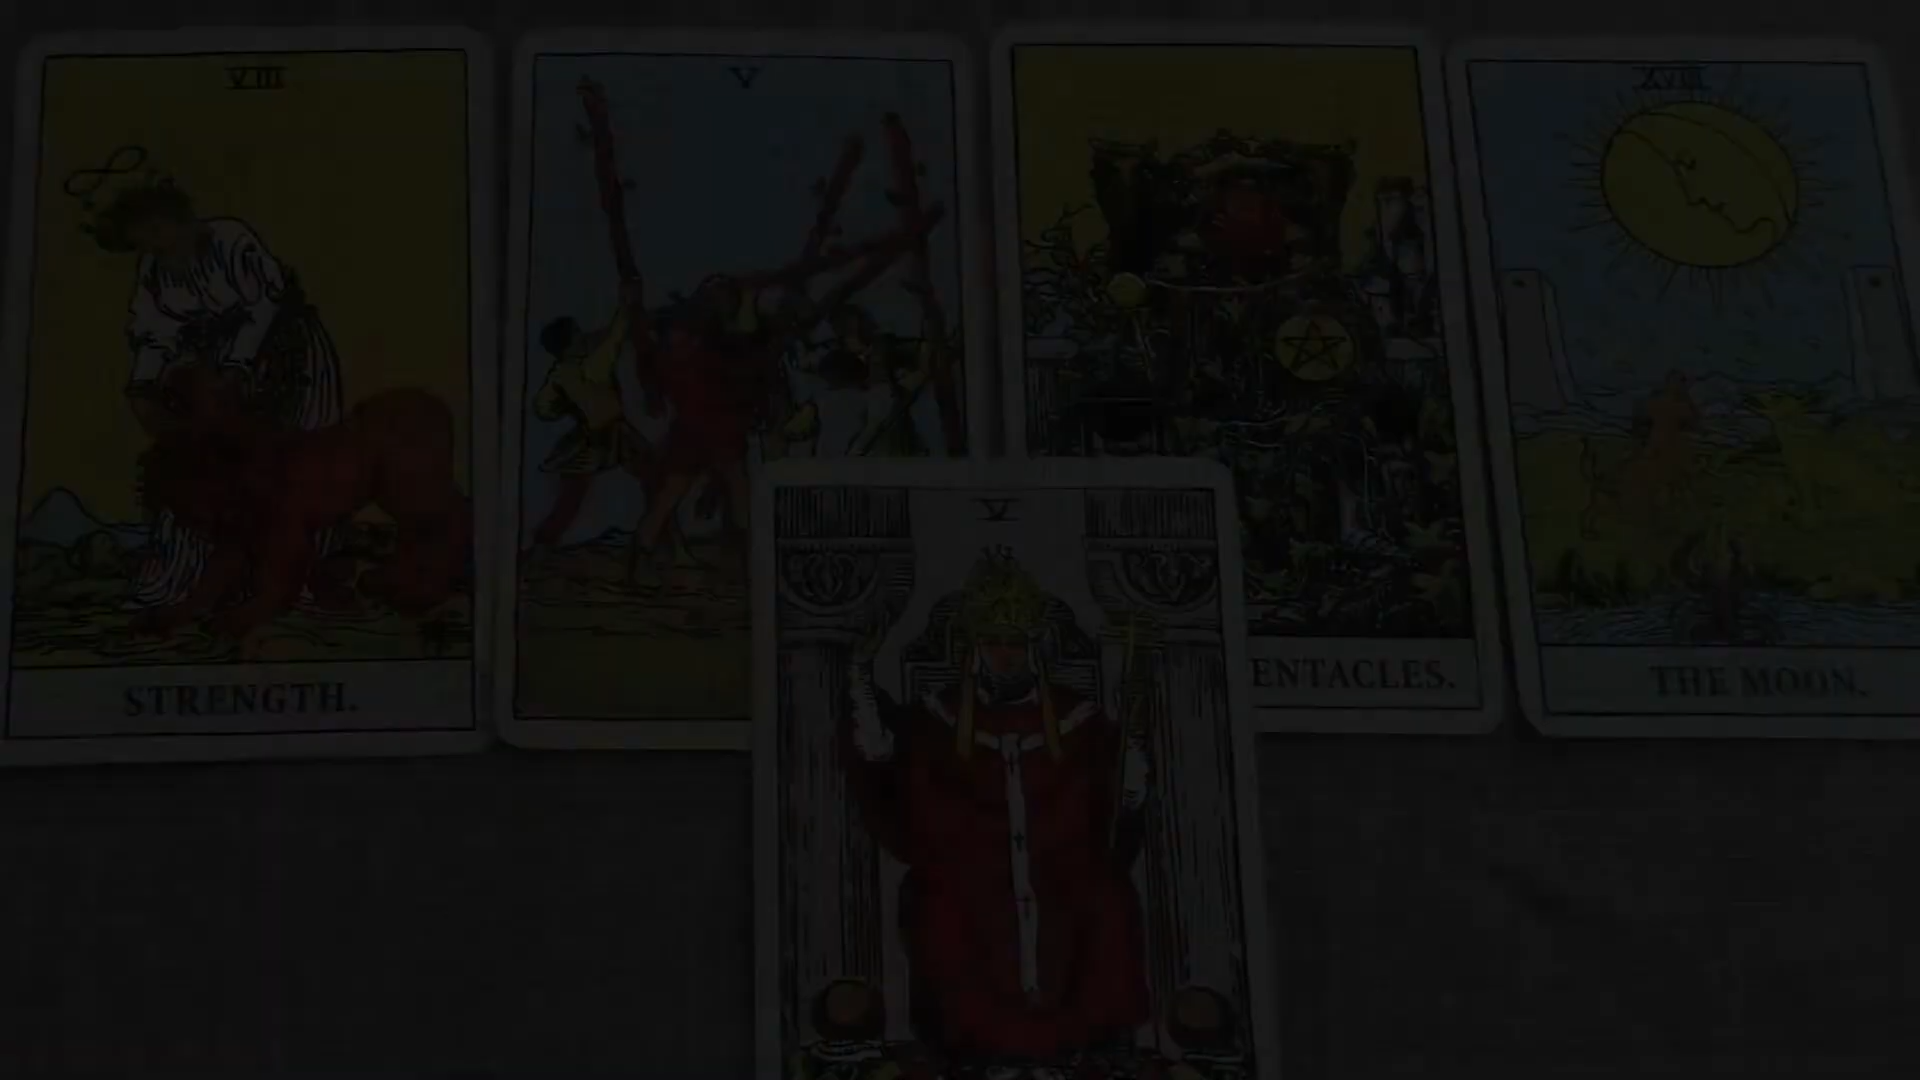 VIII
V
XVIII
STRENGTH.
ENTACLES.
THE MOON.
V